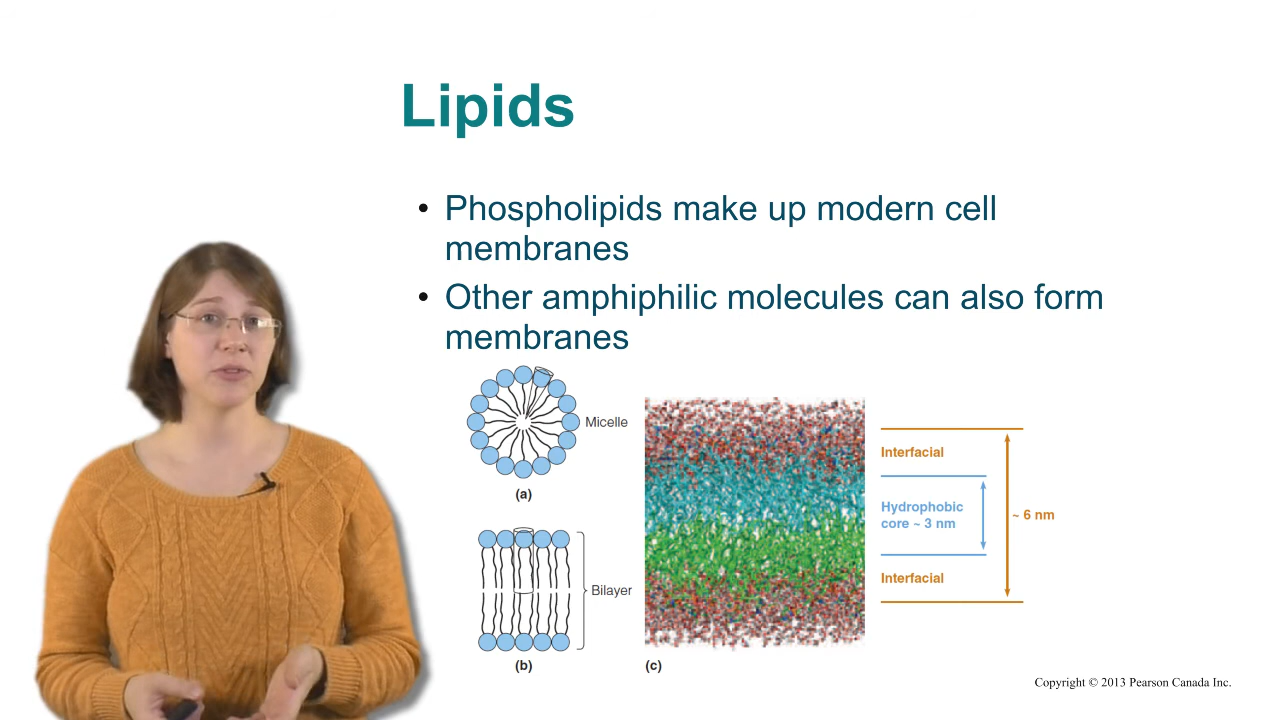 Lipids
• Phospholipids make up modern cell
membranes
• Other amphiphilic molecules can also form
membranes
Micelle
(a)
Bilayer
(b)
(c)
Interfacial
Hydrophobic
core ~ 3 nm
~ 6 nm
Interfacial
Copyright © 2013 Pearson Canada Inc.